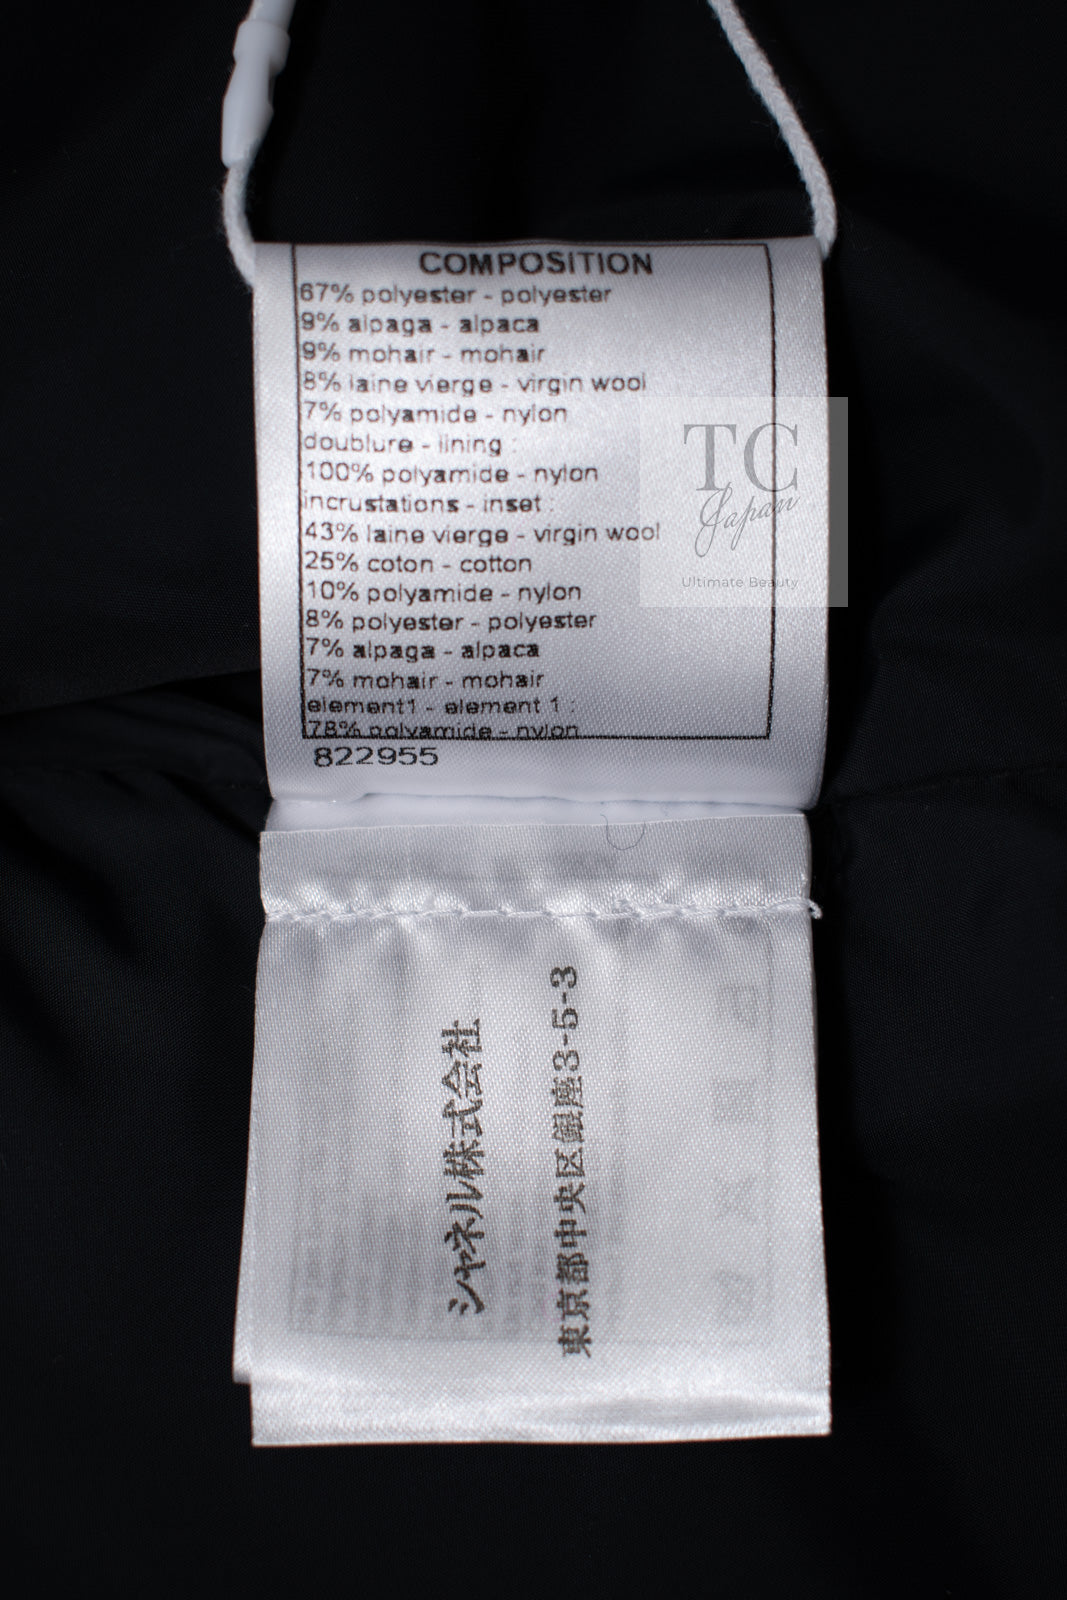 COMPOSITION
67% polyester - polyester
9% alpaga - alpaca
9% mohair - mohair
8% laine vierge - virgin wool
7% polyamide - nylon
doublure - lining :
100% polyamide - nylon
incrustations - inset :
43% laine vierge - virgin wool
25% coton - cotton
10% polyamide - nylon
8% polyester - polyester
7% alpaga - alpaca
7% mohair - mohair
element1 - element 1 :
78% polyamide - nylon
822955
TC
Japan
Ultimate Beauty
シャネル株式会社
東京都中央区銀座3-5-3